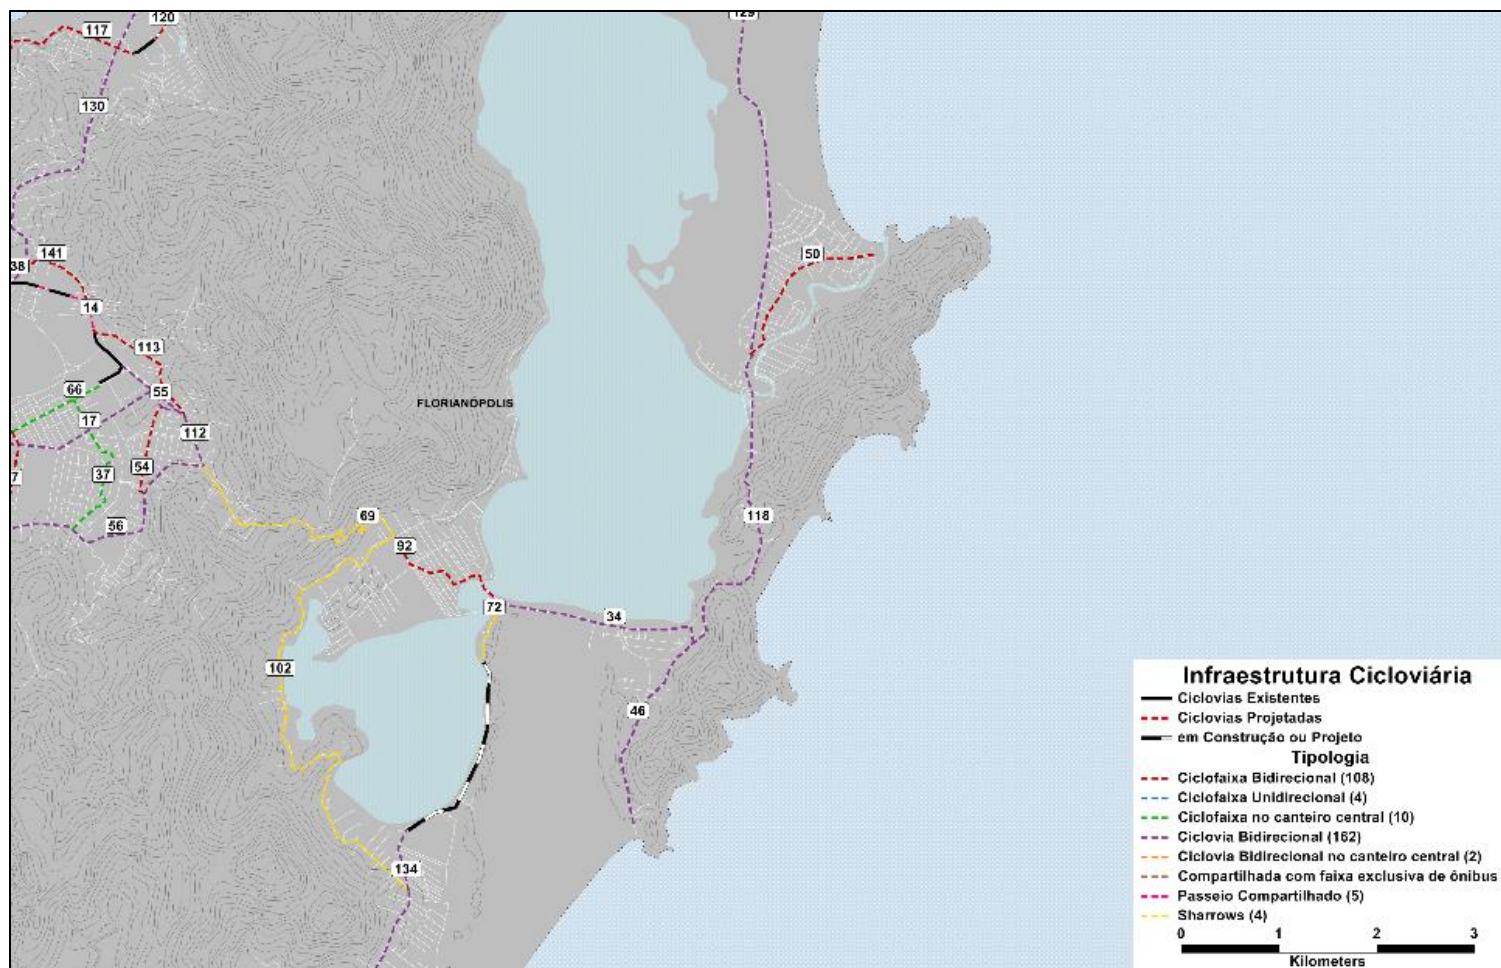 120
129
117
130
141
38
50
14
113
66
55
FLORIANÓPOLIS
17
112
54
37
7
69
118
56
92
72
34
102
46
134
Infraestrutura Cicloviária
Ciclovias Existentes
Ciclovias Projetadas
em Construção ou Projeto
Tipologia
Ciclofaixa Bidirecional (108)
Ciclofaixa Unidirecional (4)
Ciclofaixa no canteiro central (10)
Ciclovia Bidirecional (162)
Ciclovia Bidirecional no canteiro central (2)
Compartilhada com faixa exclusiva de ônibus
Passeio Compartilhado (5)
Sharrows (4)
0 1 2 3
Kilometers